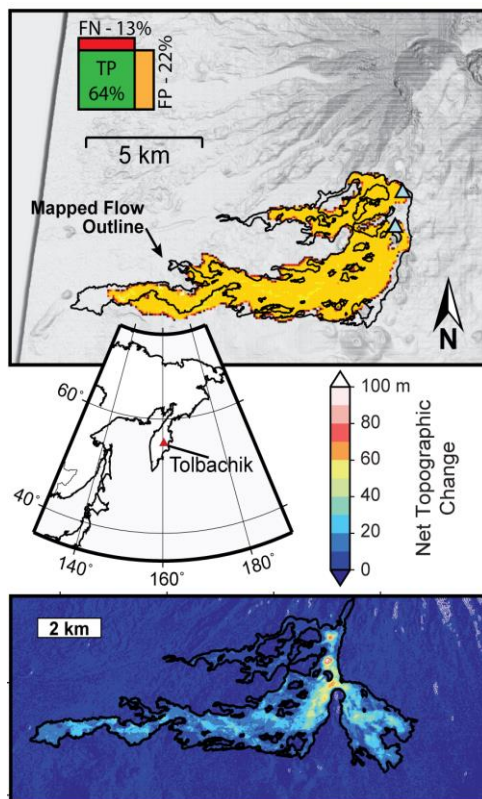 FN - 13%
TP
64%
FP - 22%
5 km
Mapped Flow
Outline
N
60°
40°
140°
160°
180°
Tolbachik
100 m
80
60
40
20
0
Net Topographic
Change
2 km